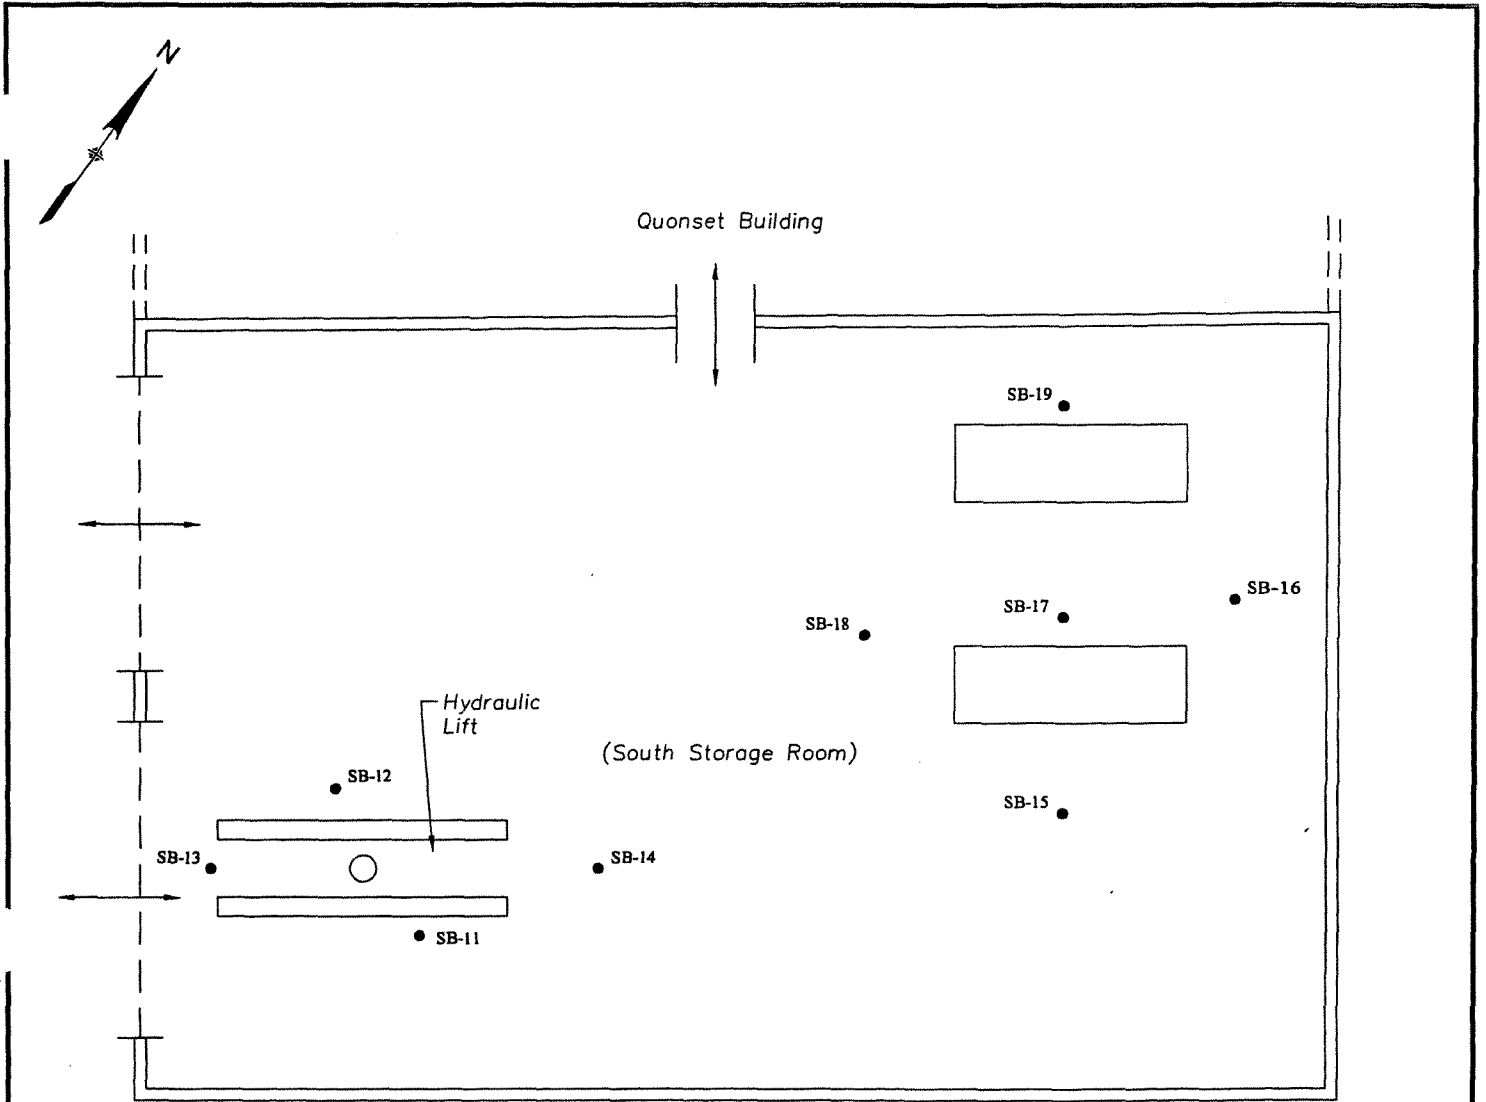 N
Quonset Building
SB-19
SB-16
SB-17
SB-18
Hydraulic
Lift
(South Storage Room)
SB-12
SB-15
SB-13
SB-14
SB-11